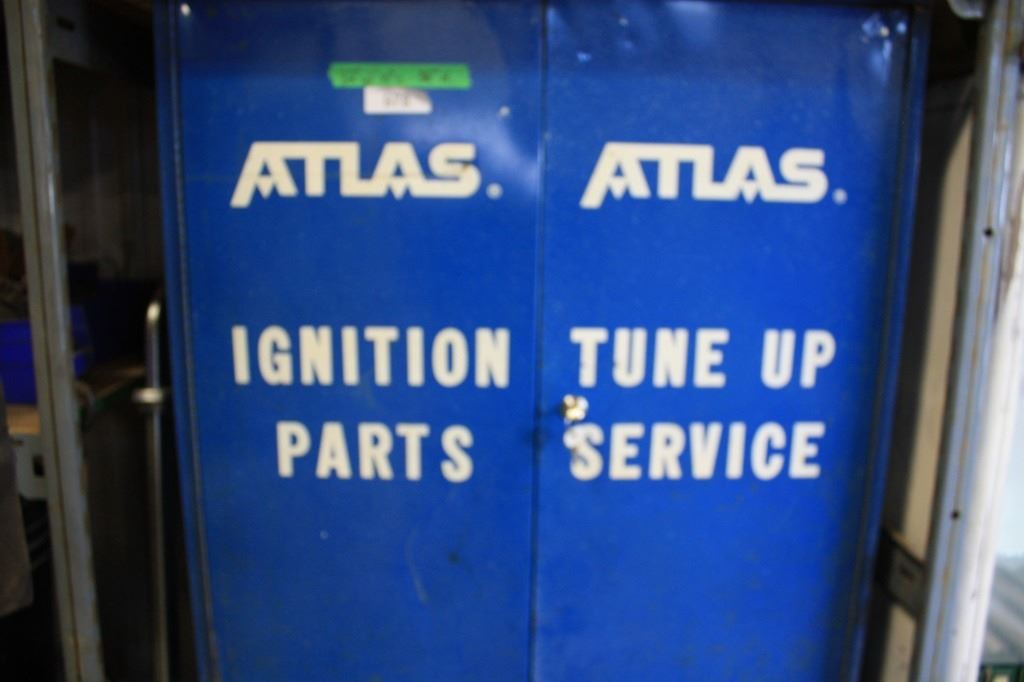 ATLAS®
ATLAS®
IGNITION
PARTS
TUNE UP
SERVICE